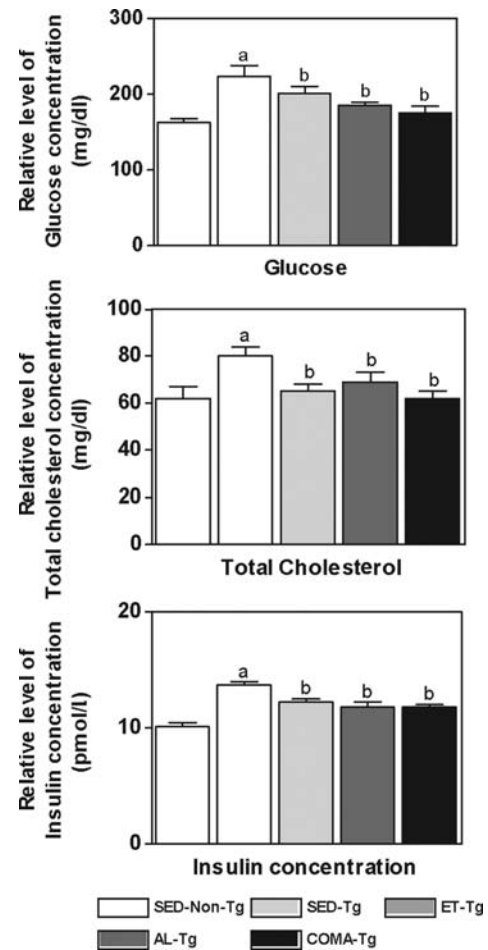 Relative level of
Glucose concentration
(mg/dl)
300
200
100
0
a
b
b
b
Glucose
Relative level of
Total cholesterol concentration
(mg/dl)
100
80
60
40
20
0
a
b
b
b
Total Cholesterol
Relative level of
Insulin concentration
(pmol/l)
20
10
0
a
b
b
b
Insulin concentration
SED-Non-Tg SED-Tg ET-Tg
AL-Tg COMA-Tg